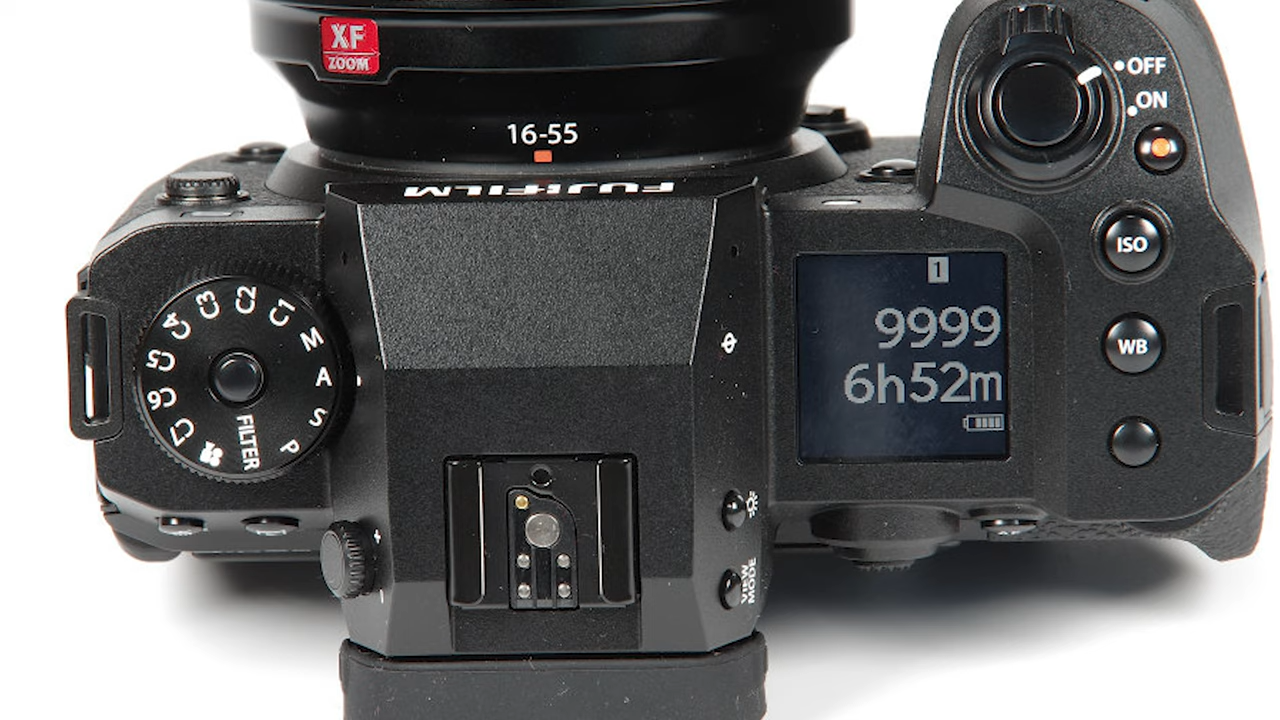 XF
ZOOM
16-55
FUJIFILM
OFF
ON
ISO
WB
1
9999
6h52m
C1
C2
C3
C4
C5
C6
C7
FILTER
P
S
A
M
VIEW
MODE